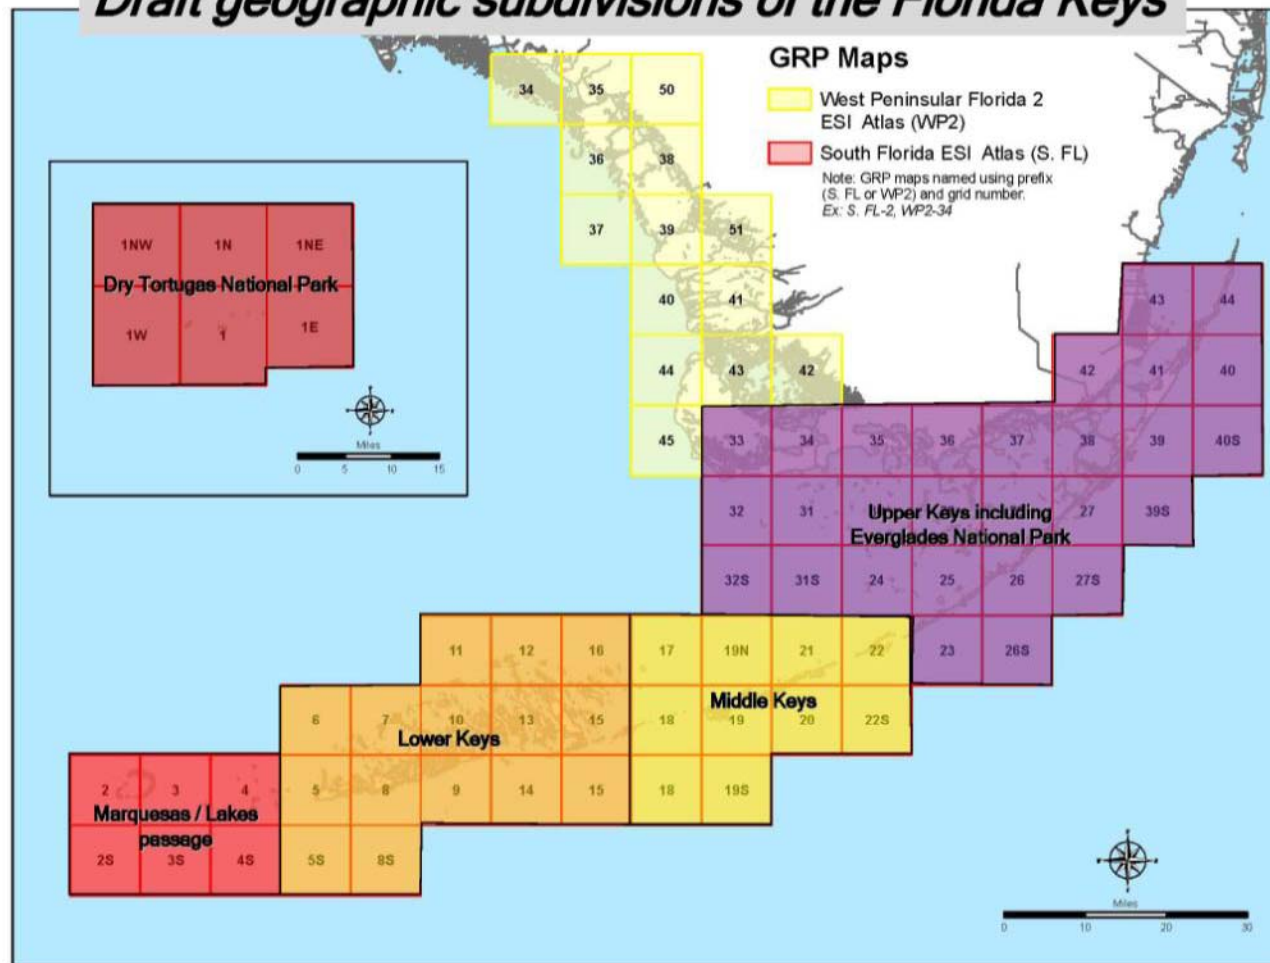 Draft geographic subdivisions of the Florida Keys
GRP Maps
West Peninsular Florida 2
ESI Atlas (WP2)
South Florida ESI Atlas (S. FL)
Note: GRP maps named using prefix
(S. FL or WP2) and grid number.
Ex: S. FL-2, WP2-34
34 35 50
36 38
37 39 51
40 41
44 43 42
45
1NW 1N 1NE
Dry Tortugas National Park
1W 1 1E
Miles
0 5 10 15
43 44
42 41 40
33 34 35 36 37 38 39 40S
32 31 27 39S
Upper Keys including
Everglades National Park
32S 31S 24 25 26 27S
23 26S
11 12 16 17 19N 21 22
Middle Keys
6 7 10 13 15 18 19 20 22S
Lower Keys
2 3 4 5 8 9 14 15 18 19S
Marquesas / Lakes
passage
2S 3S 4S 5S 8S
Miles
0 10 20 30